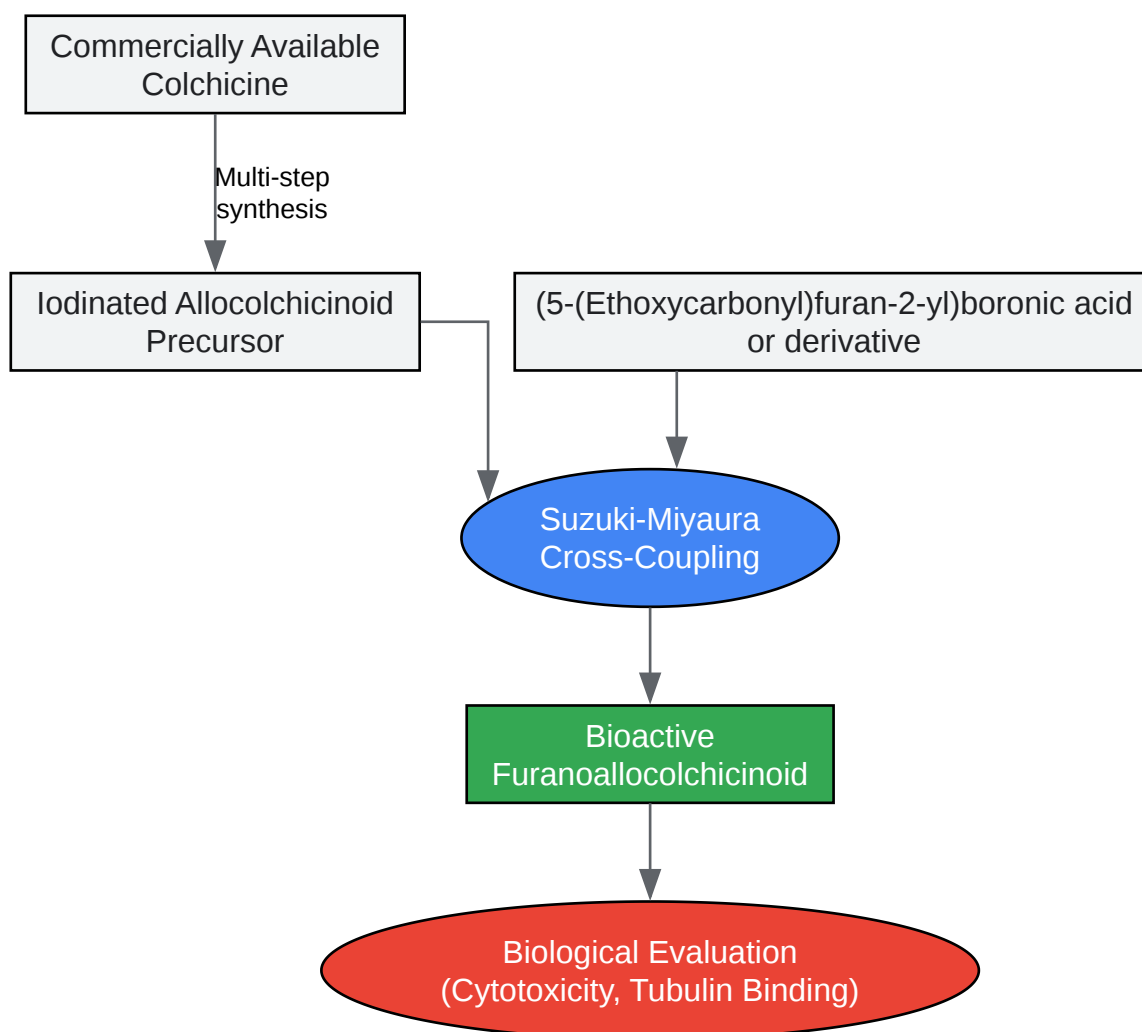 Commercially Available
Colchicine
Multi-step
synthesis
Iodinated Allocolchicinoid
Precursor
(5-(Ethoxycarbonyl)furan-2-yl)boronic acid
or derivative
Suzuki-Miyaura
Cross-Coupling
Bioactive
Furanoallocolchicinoid
Biological Evaluation
(Cytotoxicity, Tubulin Binding)